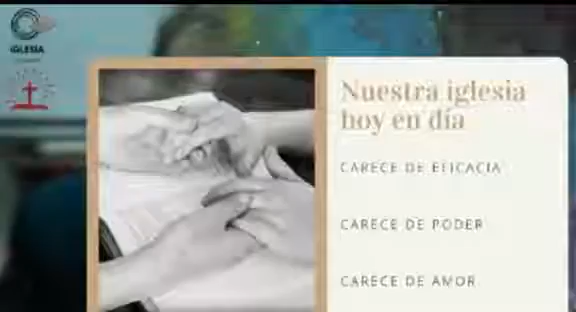 IGLESIA
Nuestra iglesia
hoy en día
CARECE DE EFICACIA
CARECE DE PODER
CARECE DE AMOR